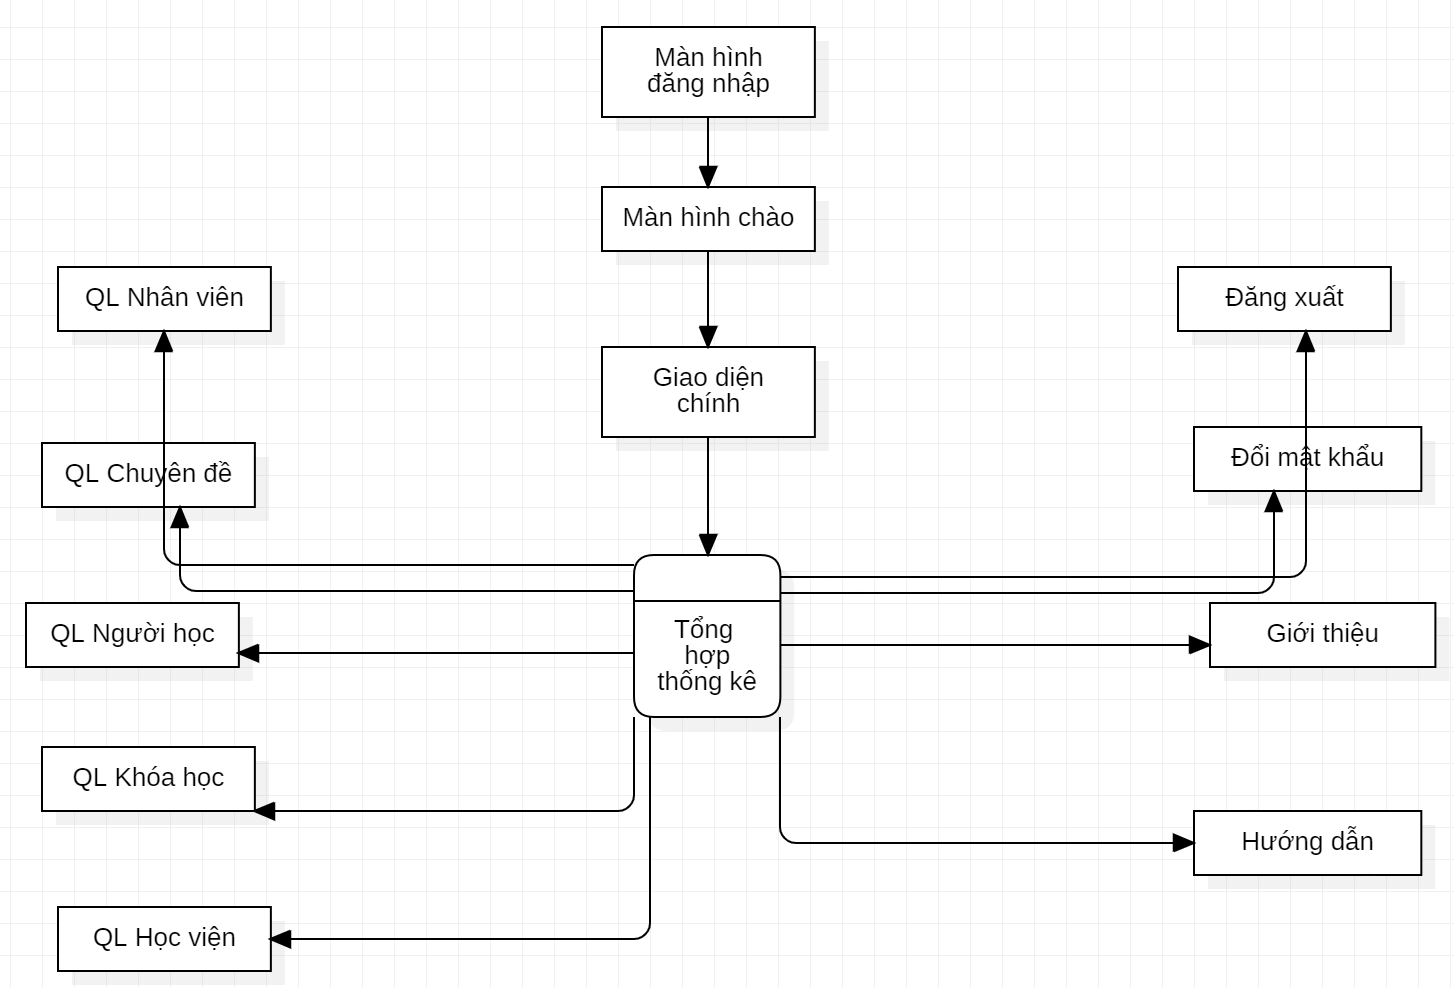 Màn hình
đăng nhập
Màn hình chào
QL Nhân viên
Đăng xuất
Giao diện
chính
QL Chuyên đề
Đổi mật khẩu
QL Người học
Tổng
hợp
thống kê
Giới thiệu
QL Khóa học
Hướng dẫn
QL Học viện